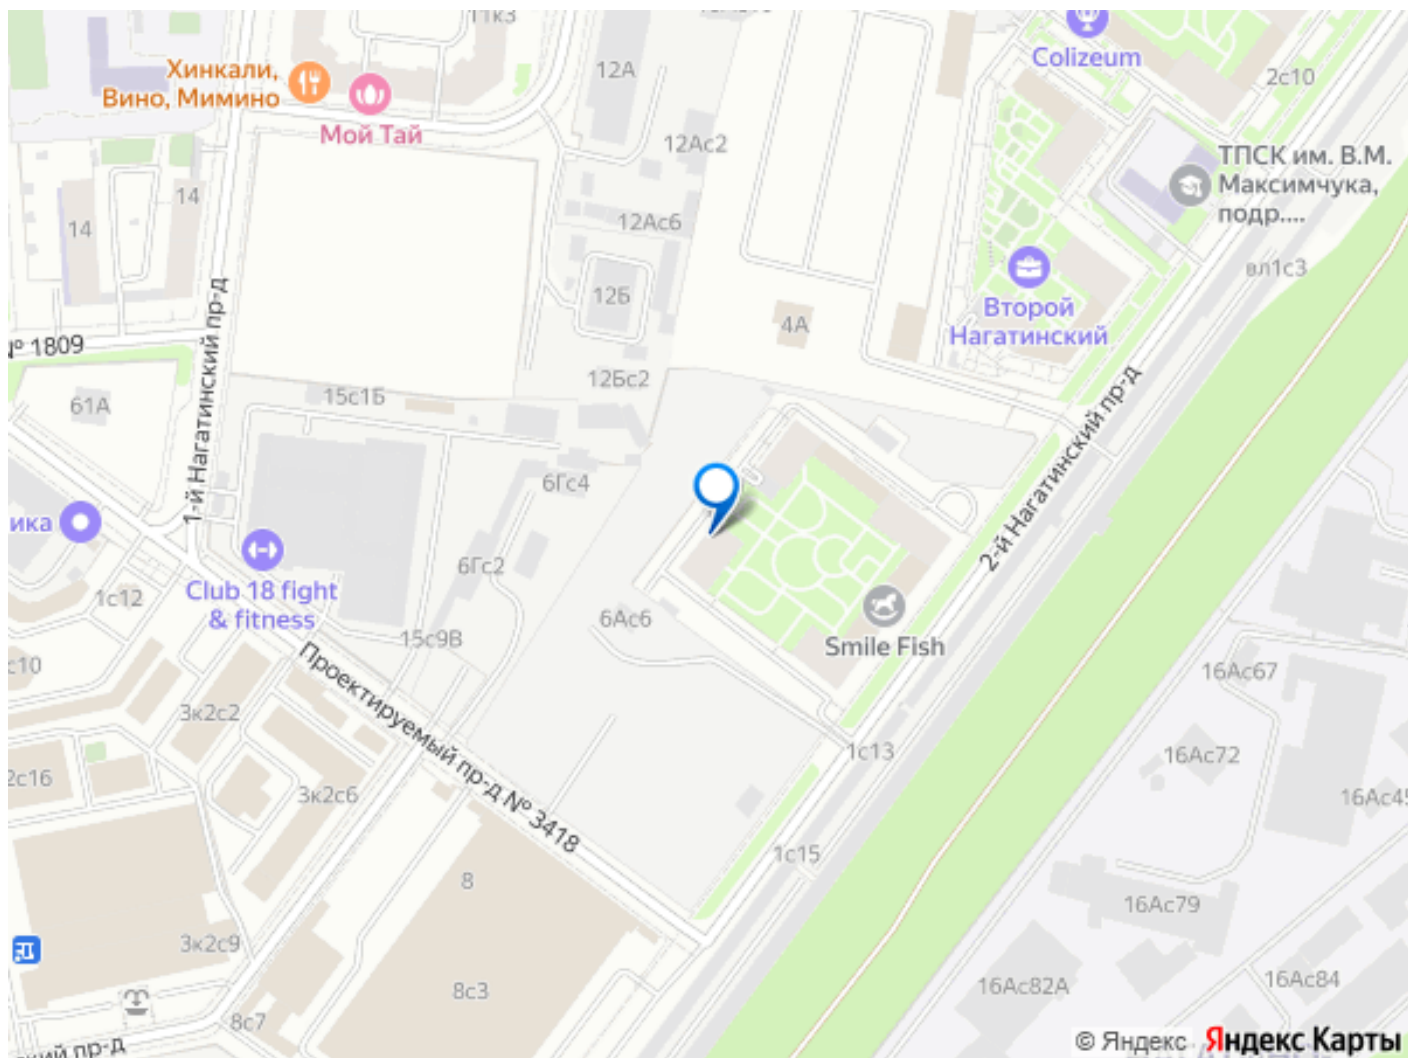 11к3
12А
Colizeum
2с10
Хинкали,
Вино, Мимино
Мой Тай
12Ас2
ТПСК им. В.М.
Максимчука,
подр....
14
14
12Ас6
вл1с3
12Б
4А
Второй
Нагатинский
№ 1809
1-й Нагатинский пр-д
12Бс2
15с1Б
61А
2-й Нагатинский пр-д
6Гс4
ика
6Гс2
Club 18 fight
& fitness
1с12
6Ас6
15с9В
Smile Fish
с10
16Ас67
Проектируемый пр-д № 3418
3к2с2
1с13
16Ас72
2с16
3к2с6
16Ас45
1с15
8
16Ас79
3к2с9
8с3
16Ас82А
16Ас84
8с7
ский пр-д
© Яндекс Яндекс Карты